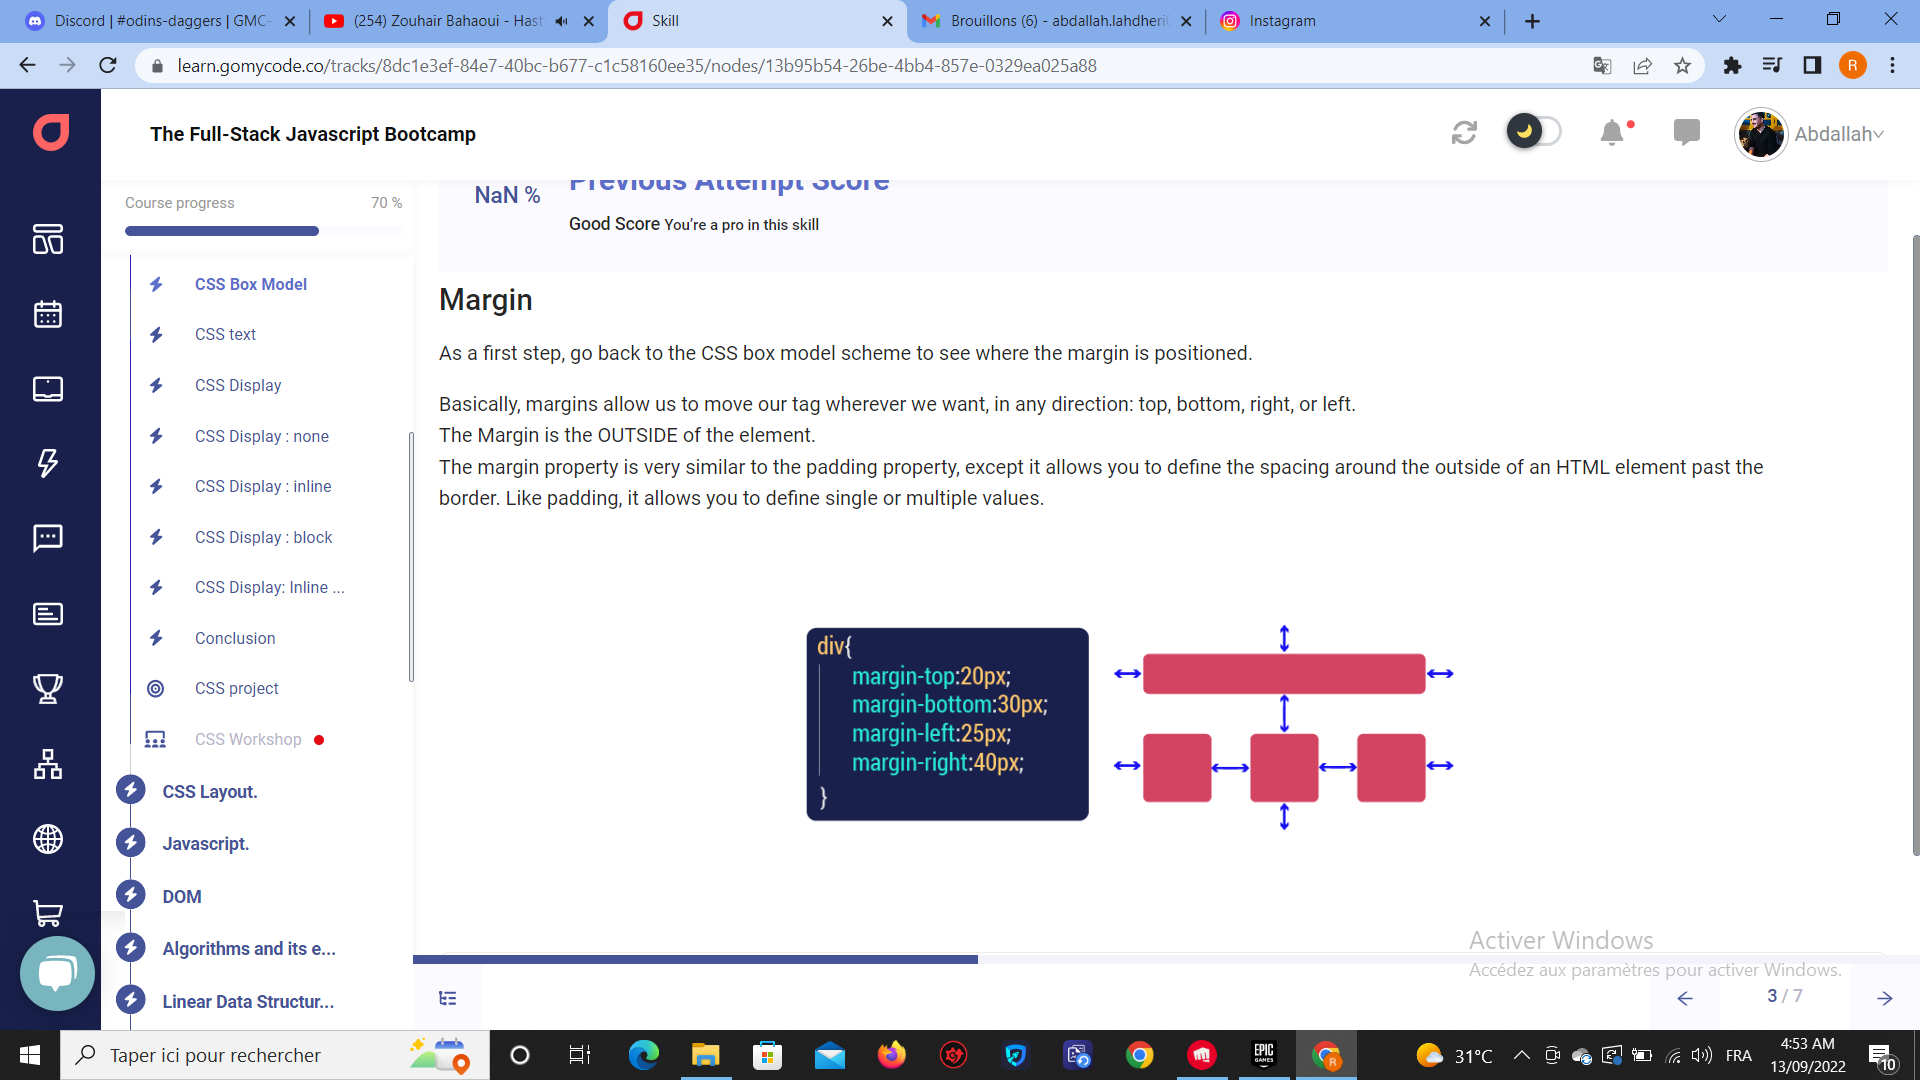 Discord | #odins-daggers | GMC-
(254) Zouhair Bahaoui - Hast
Skill
Brouillons (6) - abdallah.lahdheri
Instagram
learn.gomycode.co/tracks/8dc1e3ef-84e7-40bc-b677-c1c58160ee35/nodes/13b95b54-26be-4bb4-857e-0329ea025a88
R
The Full-Stack Javascript Bootcamp
Abdallah
Course progress
70 %
CSS Box Model
CSS text
CSS Display
CSS Display : none
CSS Display : inline
CSS Display : block
CSS Display: Inline ...
Conclusion
CSS project
CSS Workshop
CSS Layout.
Javascript.
DOM
Algorithms and its e...
Linear Data Structur...
NaN %
Previous Attempt Score
Good Score You're a pro in this skill
Margin
As a first step, go back to the CSS box model scheme to see where the margin is positioned.
Basically, margins allow us to move our tag wherever we want, in any direction: top, bottom, right, or left.
The Margin is the OUTSIDE of the element.
The margin property is very similar to the padding property, except it allows you to define the spacing around the outside of an HTML element past the
border. Like padding, it allows you to define single or multiple values.
div{
margin-top:20px;
margin-bottom:30px;
margin-left:25px;
margin-right:40px;
}
Activer Windows
Accédez aux paramètres pour activer Windows.
3 / 7
Taper ici pour rechercher
EPIC
GAMES
R
31°C
FRA
4:53 AM
13/09/2022
10